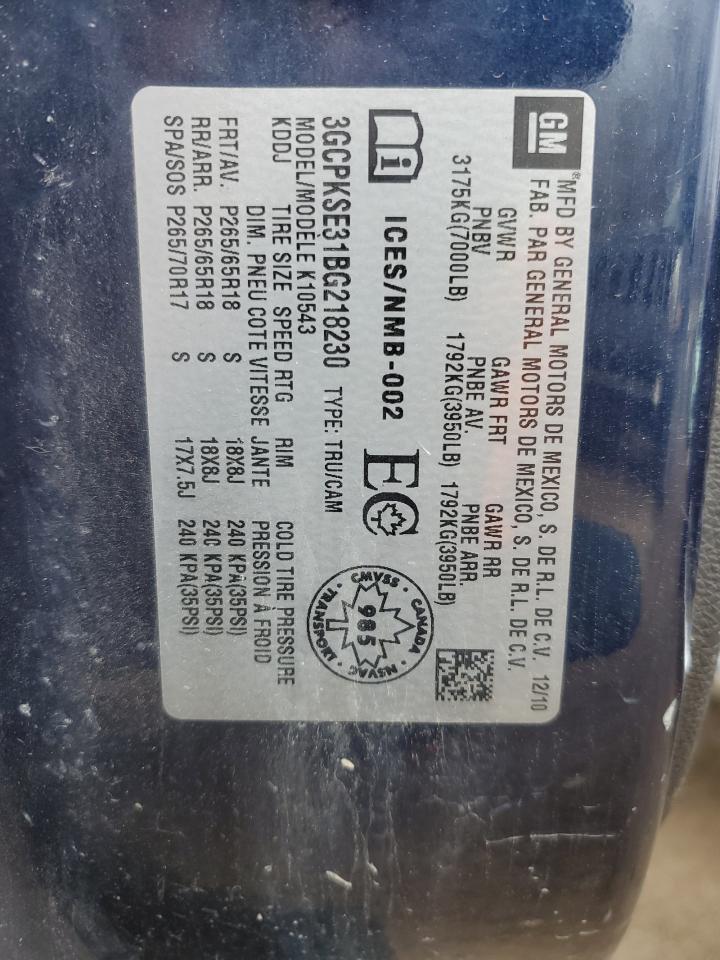 GM
®MFD BY GENERAL MOTORS DE MEXICO, S. DE R.L. DE C.V. 12/10
FAB. PAR GENERAL MOTORS DE MEXICO, S. DE R.L. DE C.V.
GVWR GAWR FRT GAWR RR
PNBV PNBE AV. PNBE ARR.
3175KG(7000LB) 1792KG(3950LB) 1792KG(3950LB)
i ICES/NMB-002 EC
CMVSS · CANADA · NSVAC · TRANSPORT ·
985
3GCPKSE31BG218230 TYPE: TRU/CAM
MODEL/MODÈLE K10543
KDDJ TIRE SIZE SPEED RTG RIM COLD TIRE PRESSURE
DIM. PNEU COTE VITESSE JANTE PRESSION À FROID
FRT/AV. P265/65R18 S 18X8J 240 KPA(35PSI)
RR/ARR. P265/65R18 S 18X8J 240 KPA(35PSI)
SPA/SOS P265/70R17 S 17X7.5J 240 KPA(35PSI)